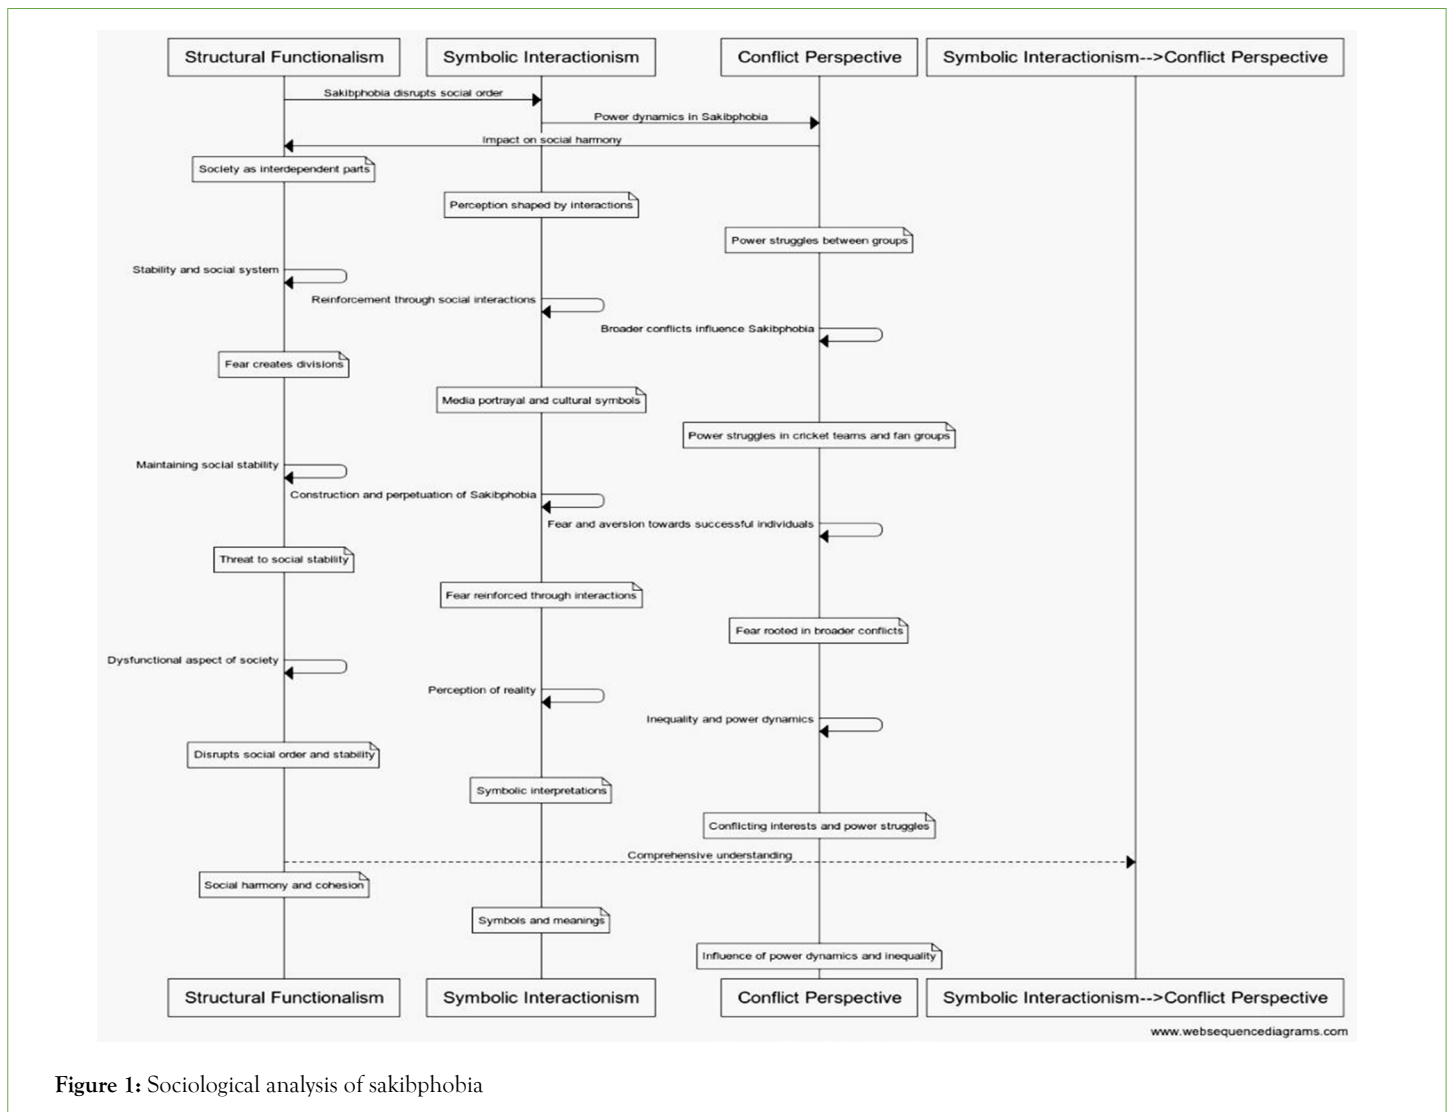 Structural Functionalism
Symbolic Interactionism
Conflict Perspective
Symbolic Interactionism-->Conflict Perspective
Sakibphobia disrupts social order
Power dynamics in Sakibphobia
Impact on social harmony
Society as interdependent parts
Perception shaped by interactions
Power struggles between groups
Stability and social system
Reinforcement through social interactions
Broader conflicts influence Sakibphobia
Fear creates divisions
Media portrayal and cultural symbols
Power struggles in cricket teams and fan groups
Maintaining social stability
Construction and perpetuation of Sakibphobia
Fear and aversion towards successful individuals
Threat to social stability
Fear reinforced through interactions
Fear rooted in broader conflicts
Dysfunctional aspect of society
Perception of reality
Inequality and power dynamics
Disrupts social order and stability
Symbolic interpretations
Conflicting interests and power struggles
Comprehensive understanding
Social harmony and cohesion
Symbols and meanings
Influence of power dynamics and inequality
Structural Functionalism
Symbolic Interactionism
Conflict Perspective
Symbolic Interactionism-->Conflict Perspective
www.websequencediagrams.com
Figure 1: Sociological analysis of sakibphobia